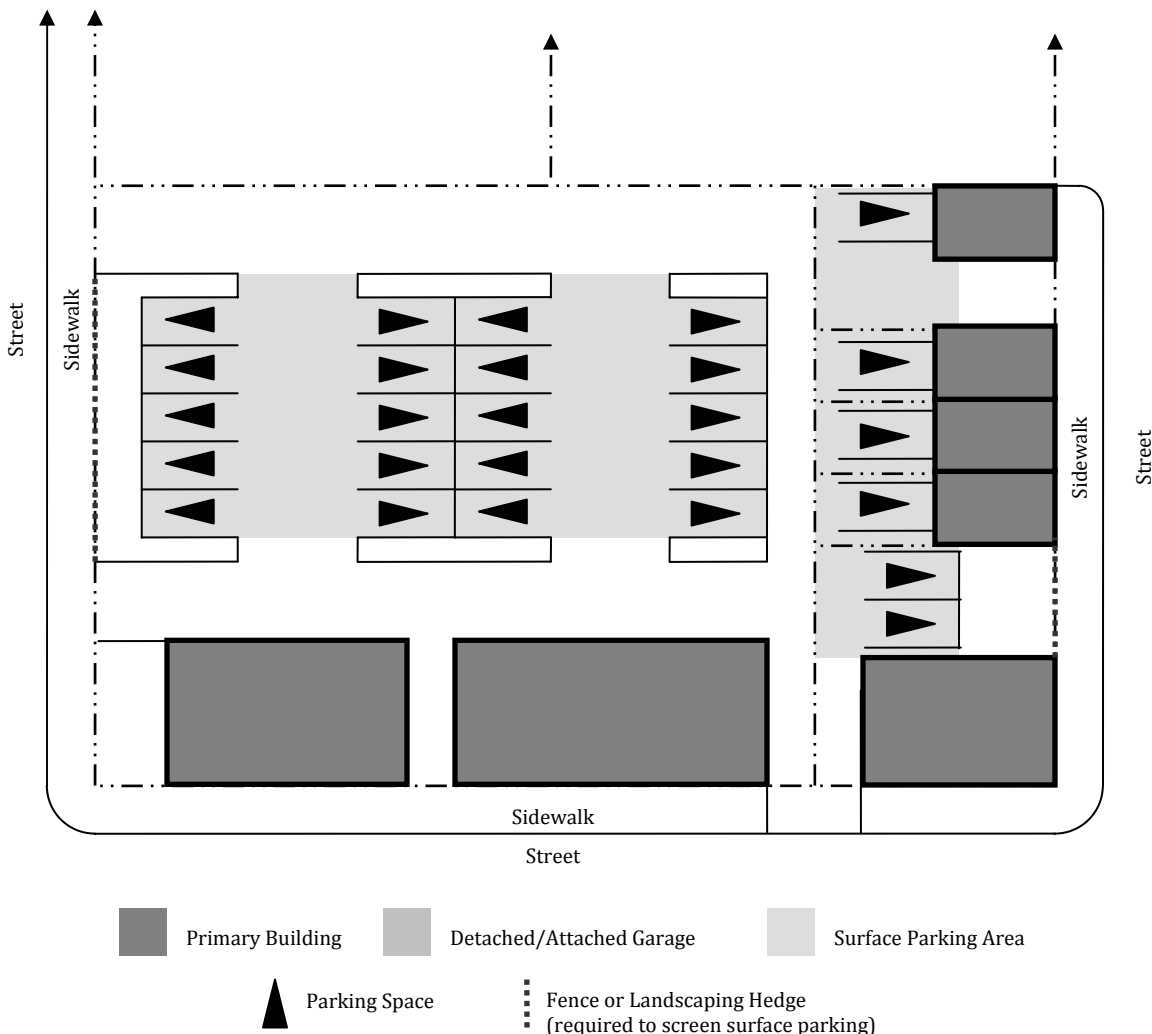 Street
Sidewalk
Sidewalk
Street
Sidewalk
Street
Primary Building
Detached/Attached Garage
Surface Parking Area
Parking Space
Fence or Landscaping Hedge
(required to screen surface parking)